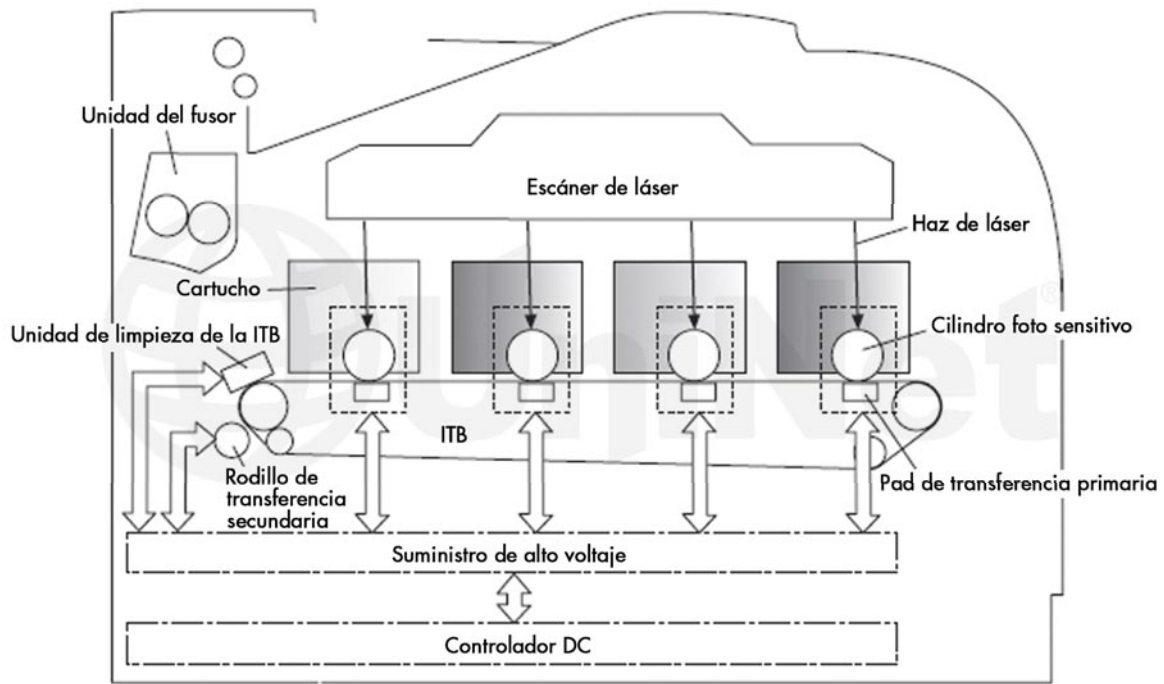 Unidad del fusor
Escáner de láser
Haz de láser
Cartucho
Unidad de limpieza de la ITB
Cilindro foto sensitivo
ITB
Rodillo de
transferencia
secundaria
Pad de transferencia primaria
Suministro de alto voltaje
Controlador DC
UniNet®